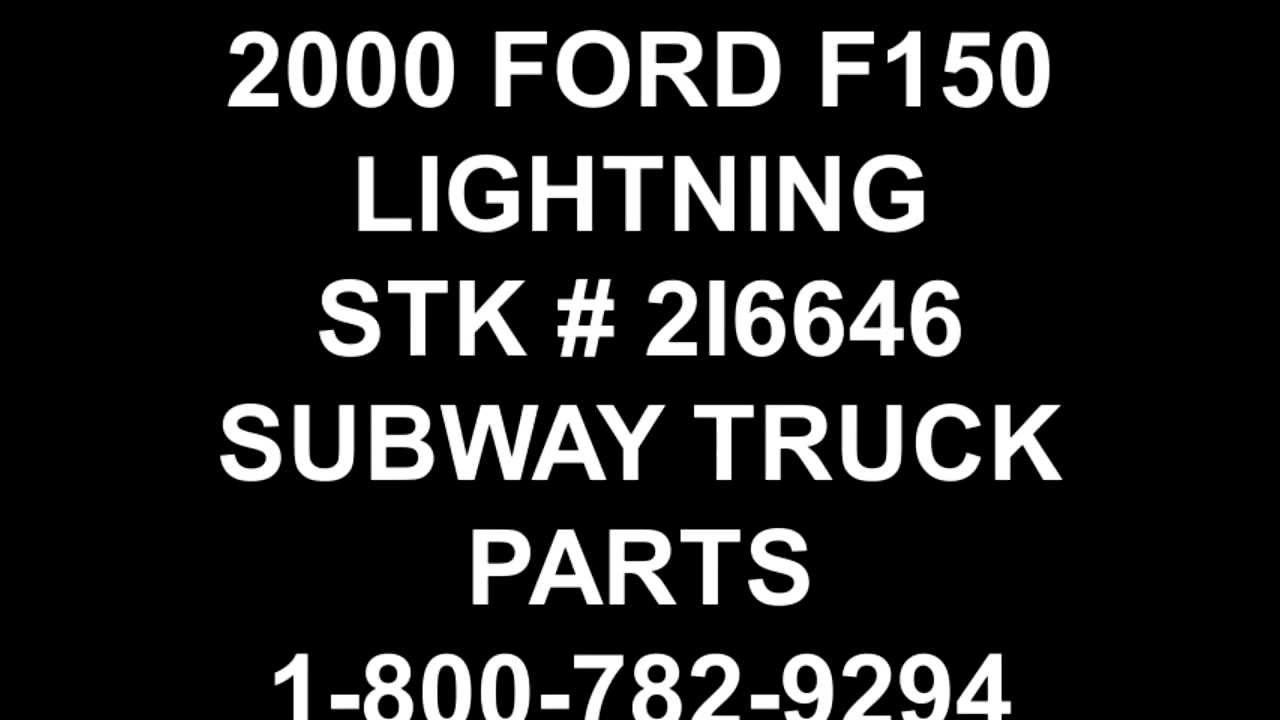 2000 FORD F150
LIGHTNING
STK # 2I6646
SUBWAY TRUCK
PARTS
1-800-782-9294